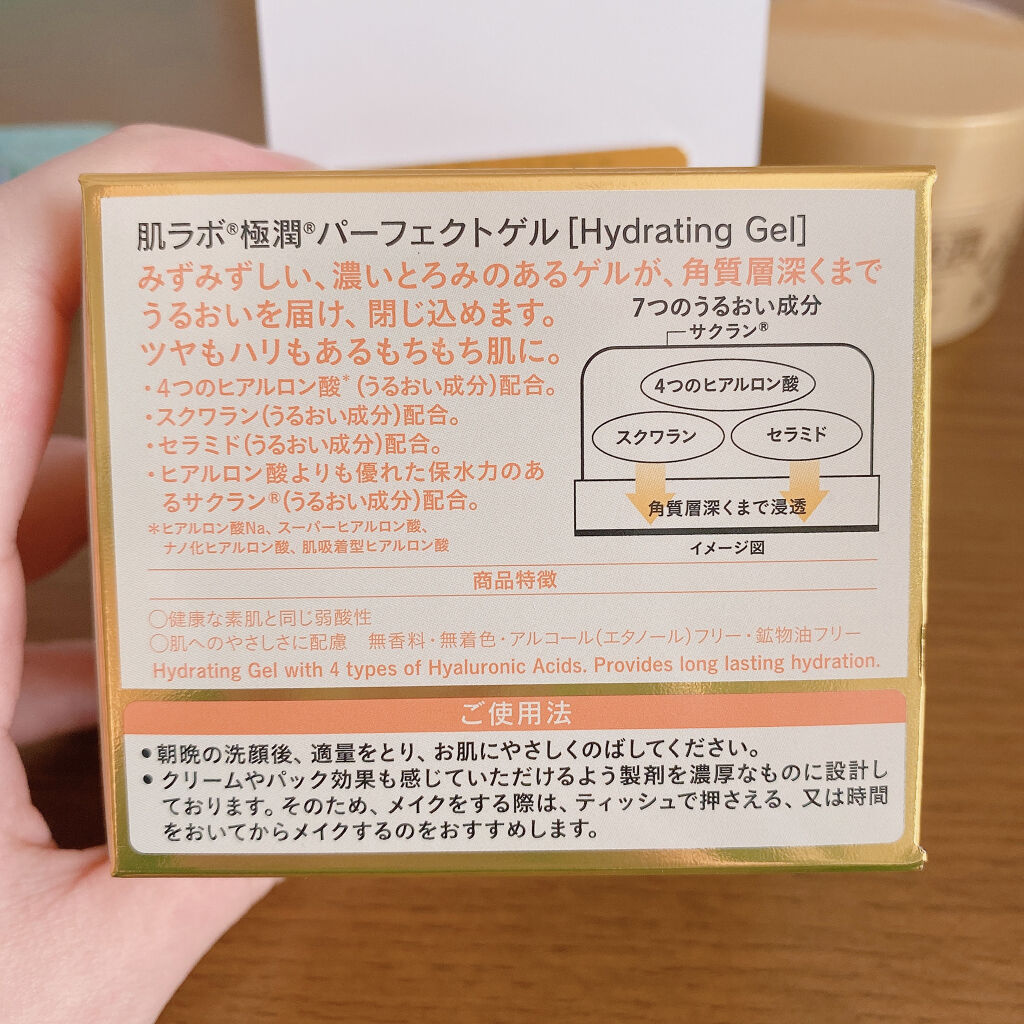 肌ラボ®極潤®パーフェクトゲル [Hydrating Gel]
みずみずしい、濃いとろみのあるゲルが、角質層深くまで
うるおいを届け、閉じ込めます。
ツヤもハリもあるもちもち肌に。
・4つのヒアルロン酸*(うるおい成分)配合。
・スクワラン(うるおい成分)配合。
・セラミド(うるおい成分)配合。
・ヒアルロン酸よりも優れた保水力のあ
るサクラン®(うるおい成分)配合。
*ヒアルロン酸Na、スーパーヒアルロン酸、
ナノ化ヒアルロン酸、肌吸着型ヒアルロン酸
7つのうるおい成分
サクラン®
4つのヒアルロン酸
スクワラン
セラミド
角質層深くまで浸透
イメージ図
商品特徴
○健康な素肌と同じ弱酸性
○肌へのやさしさに配慮 無香料・無着色・アルコール(エタノール)フリー・鉱物油フリー
Hydrating Gel with 4 types of Hyaluronic Acids. Provides long lasting hydration.
ご使用法
●朝晩の洗顔後、適量をとり、お肌にやさしくのばしてください。
●クリームやパック効果も感じていただけるよう製剤を濃厚なものに設計し
ております。そのため、メイクをする際は、ティッシュで押さえる、又は時間
をおいてからメイクするのをおすすめします。